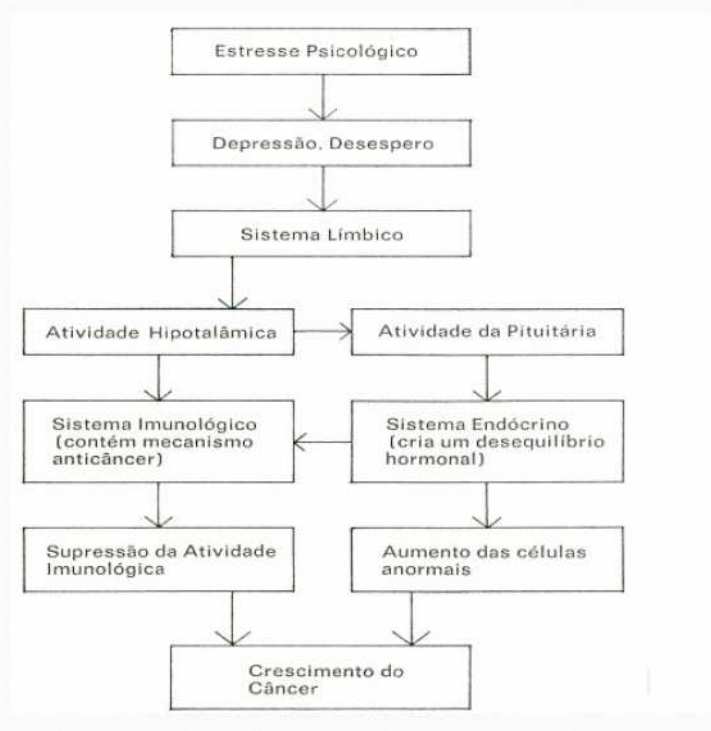 Estresse Psicológico
Depressão, Desespero
Sistema Límbico
Atividade Hipotalâmica
Atividade da Pituitária
Sistema Imunológico
(contém mecanismo
anticâncer)
Sistema Endócrino
(cria um desequilíbrio
hormonal)
Supressão da Atividade
Imunológica
Aumento das células
anormais
Crescimento do
Câncer